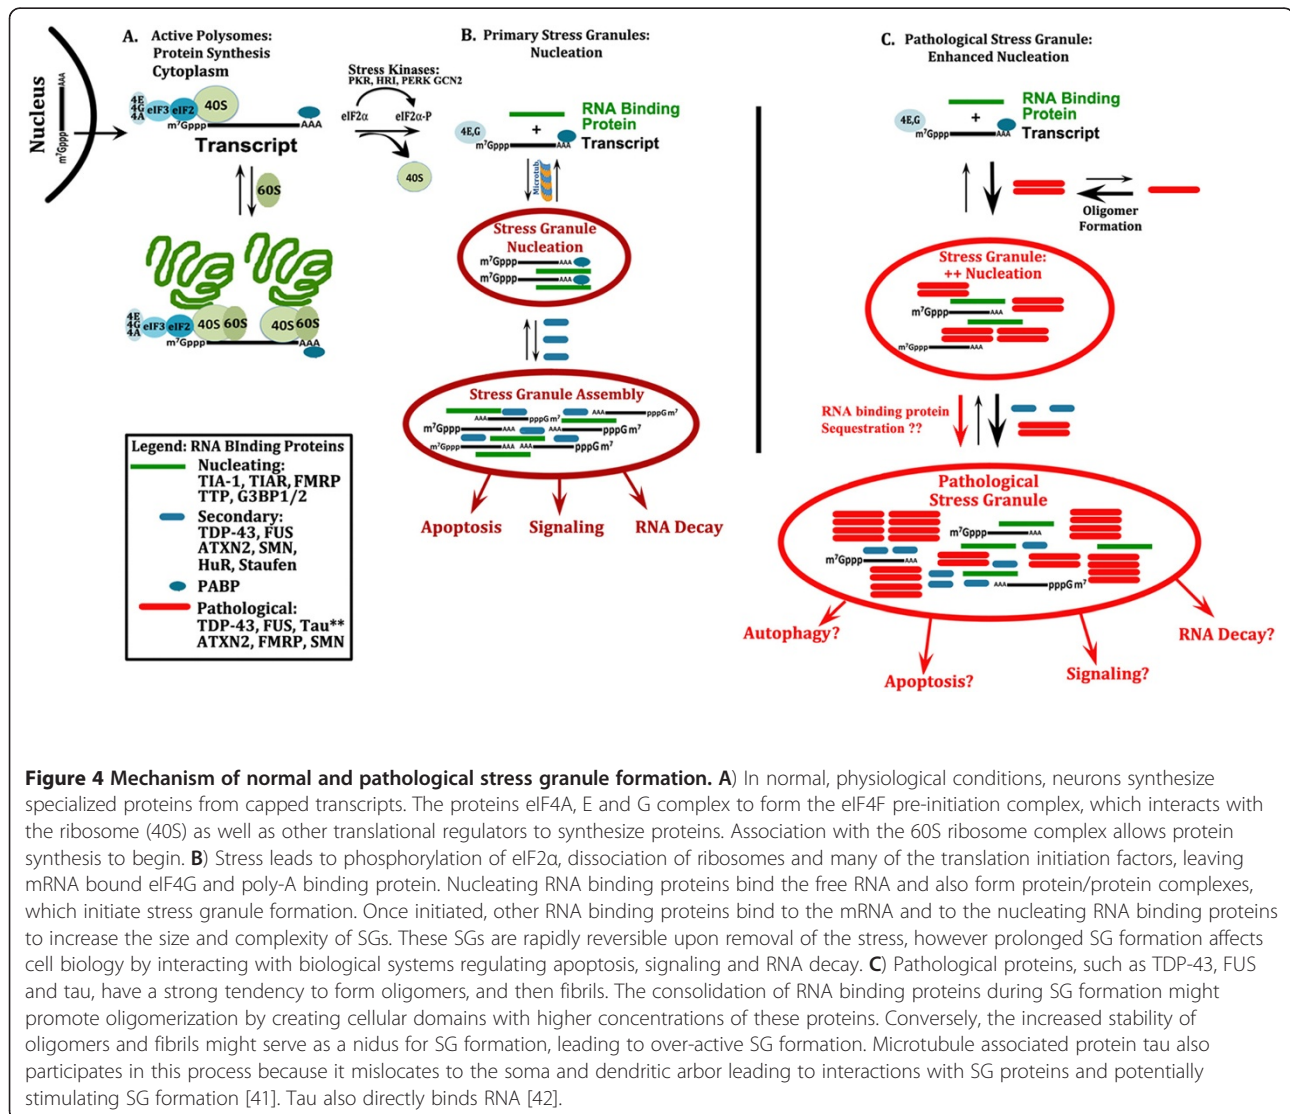 A. Active Polysomes:
Protein Synthesis
Cytoplasm
Nucleus
m⁷Gppp AAA
4E
4G
4A
eIF3
eIF2
40S
m⁷Gppp AAA
Transcript
60S
4E
4G
4A
eIF3
eIF2
40S
60S
40S
60S
m⁷Gppp AAA
Stress Kinases:
PKR, HRI, PERK GCN2
eIF2α eIF2α-P
40S
B. Primary Stress Granules:
Nucleation
RNA Binding
Protein
4E,G
+
m⁷Gppp AAA
Transcript
Microtub.
Stress Granule
Nucleation
m⁷Gppp AAA
m⁷Gppp AAA
Stress Granule Assembly
AAA pppG m⁷
AAA
m⁷Gppp AAA pppG m⁷
m⁷Gppp AAA AAA pppG m⁷
Apoptosis
Signaling
RNA Decay
C. Pathological Stress Granule:
Enhanced Nucleation
RNA Binding
Protein
4E,G
+
m⁷Gppp AAA
Transcript
Oligomer
Formation
Stress Granule:
++ Nucleation
m⁷Gppp AAA
m⁷Gppp AAA
RNA binding protein
Sequestration ??
Pathological
Stress Granule
m⁷Gppp AAA
m⁷Gppp AAA
AAA pppG m⁷
Autophagy?
Apoptosis?
Signaling?
RNA Decay?
Legend: RNA BInding Proteins
Nucleating:
TIA-1, TIAR, FMRP
TTP, G3BP1/2
Secondary:
TDP-43, FUS
ATXN2, SMN,
HuR, Staufen
PABP
Pathological:
TDP-43, FUS, Tau**
ATXN2, FMRP, SMN
Figure 4 Mechanism of normal and pathological stress granule formation. A) In normal, physiological conditions, neurons synthesize
specialized proteins from capped transcripts. The proteins eIF4A, E and G complex to form the eIF4F pre-initiation complex, which interacts with
the ribosome (40S) as well as other translational regulators to synthesize proteins. Association with the 60S ribosome complex allows protein
synthesis to begin. B) Stress leads to phosphorylation of eIF2α, dissociation of ribosomes and many of the translation initiation factors, leaving
mRNA bound eIF4G and poly-A binding protein. Nucleating RNA binding proteins bind the free RNA and also form protein/protein complexes,
which initiate stress granule formation. Once initiated, other RNA binding proteins bind to the mRNA and to the nucleating RNA binding proteins
to increase the size and complexity of SGs. These SGs are rapidly reversible upon removal of the stress, however prolonged SG formation affects
cell biology by interacting with biological systems regulating apoptosis, signaling and RNA decay. C) Pathological proteins, such as TDP-43, FUS
and tau, have a strong tendency to form oligomers, and then fibrils. The consolidation of RNA binding proteins during SG formation might
promote oligomerization by creating cellular domains with higher concentrations of these proteins. Conversely, the increased stability of
oligomers and fibrils might serve as a nidus for SG formation, leading to over-active SG formation. Microtubule associated protein tau also
participates in this process because it mislocates to the soma and dendritic arbor leading to interactions with SG proteins and potentially
stimulating SG formation [41]. Tau also directly binds RNA [42].